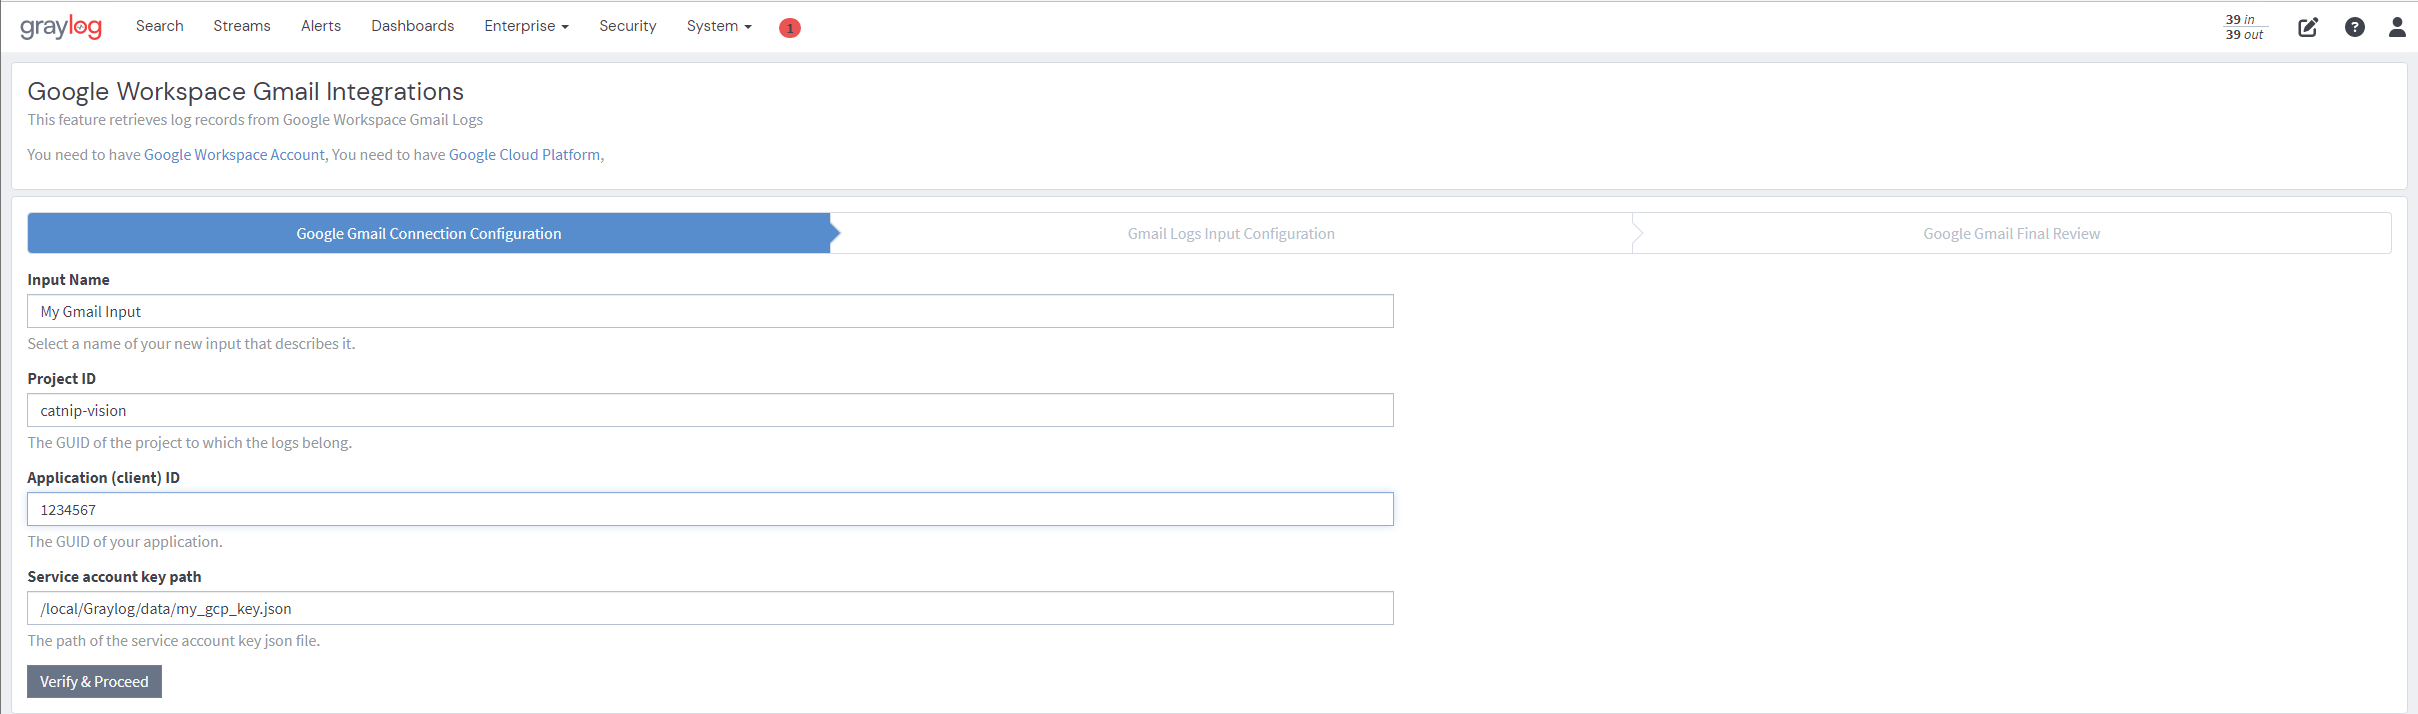 graylog Search Streams Alerts Dashboards Enterprise Security System 1 39 in
39 out
Google Workspace Gmail Integrations
This feature retrieves log records from Google Workspace Gmail Logs
You need to have Google Workspace Account, You need to have Google Cloud Platform,
Google Gmail Connection Configuration Gmail Logs Input Configuration Google Gmail Final Review
Input Name
My Gmail Input
Select a name of your new input that describes it.
Project ID
catnip-vision
The GUID of the project to which the logs belong.
Application (client) ID
1234567
The GUID of your application.
Service account key path
/local/Graylog/data/my_gcp_key.json
The path of the service account key json file.
Verify & Proceed